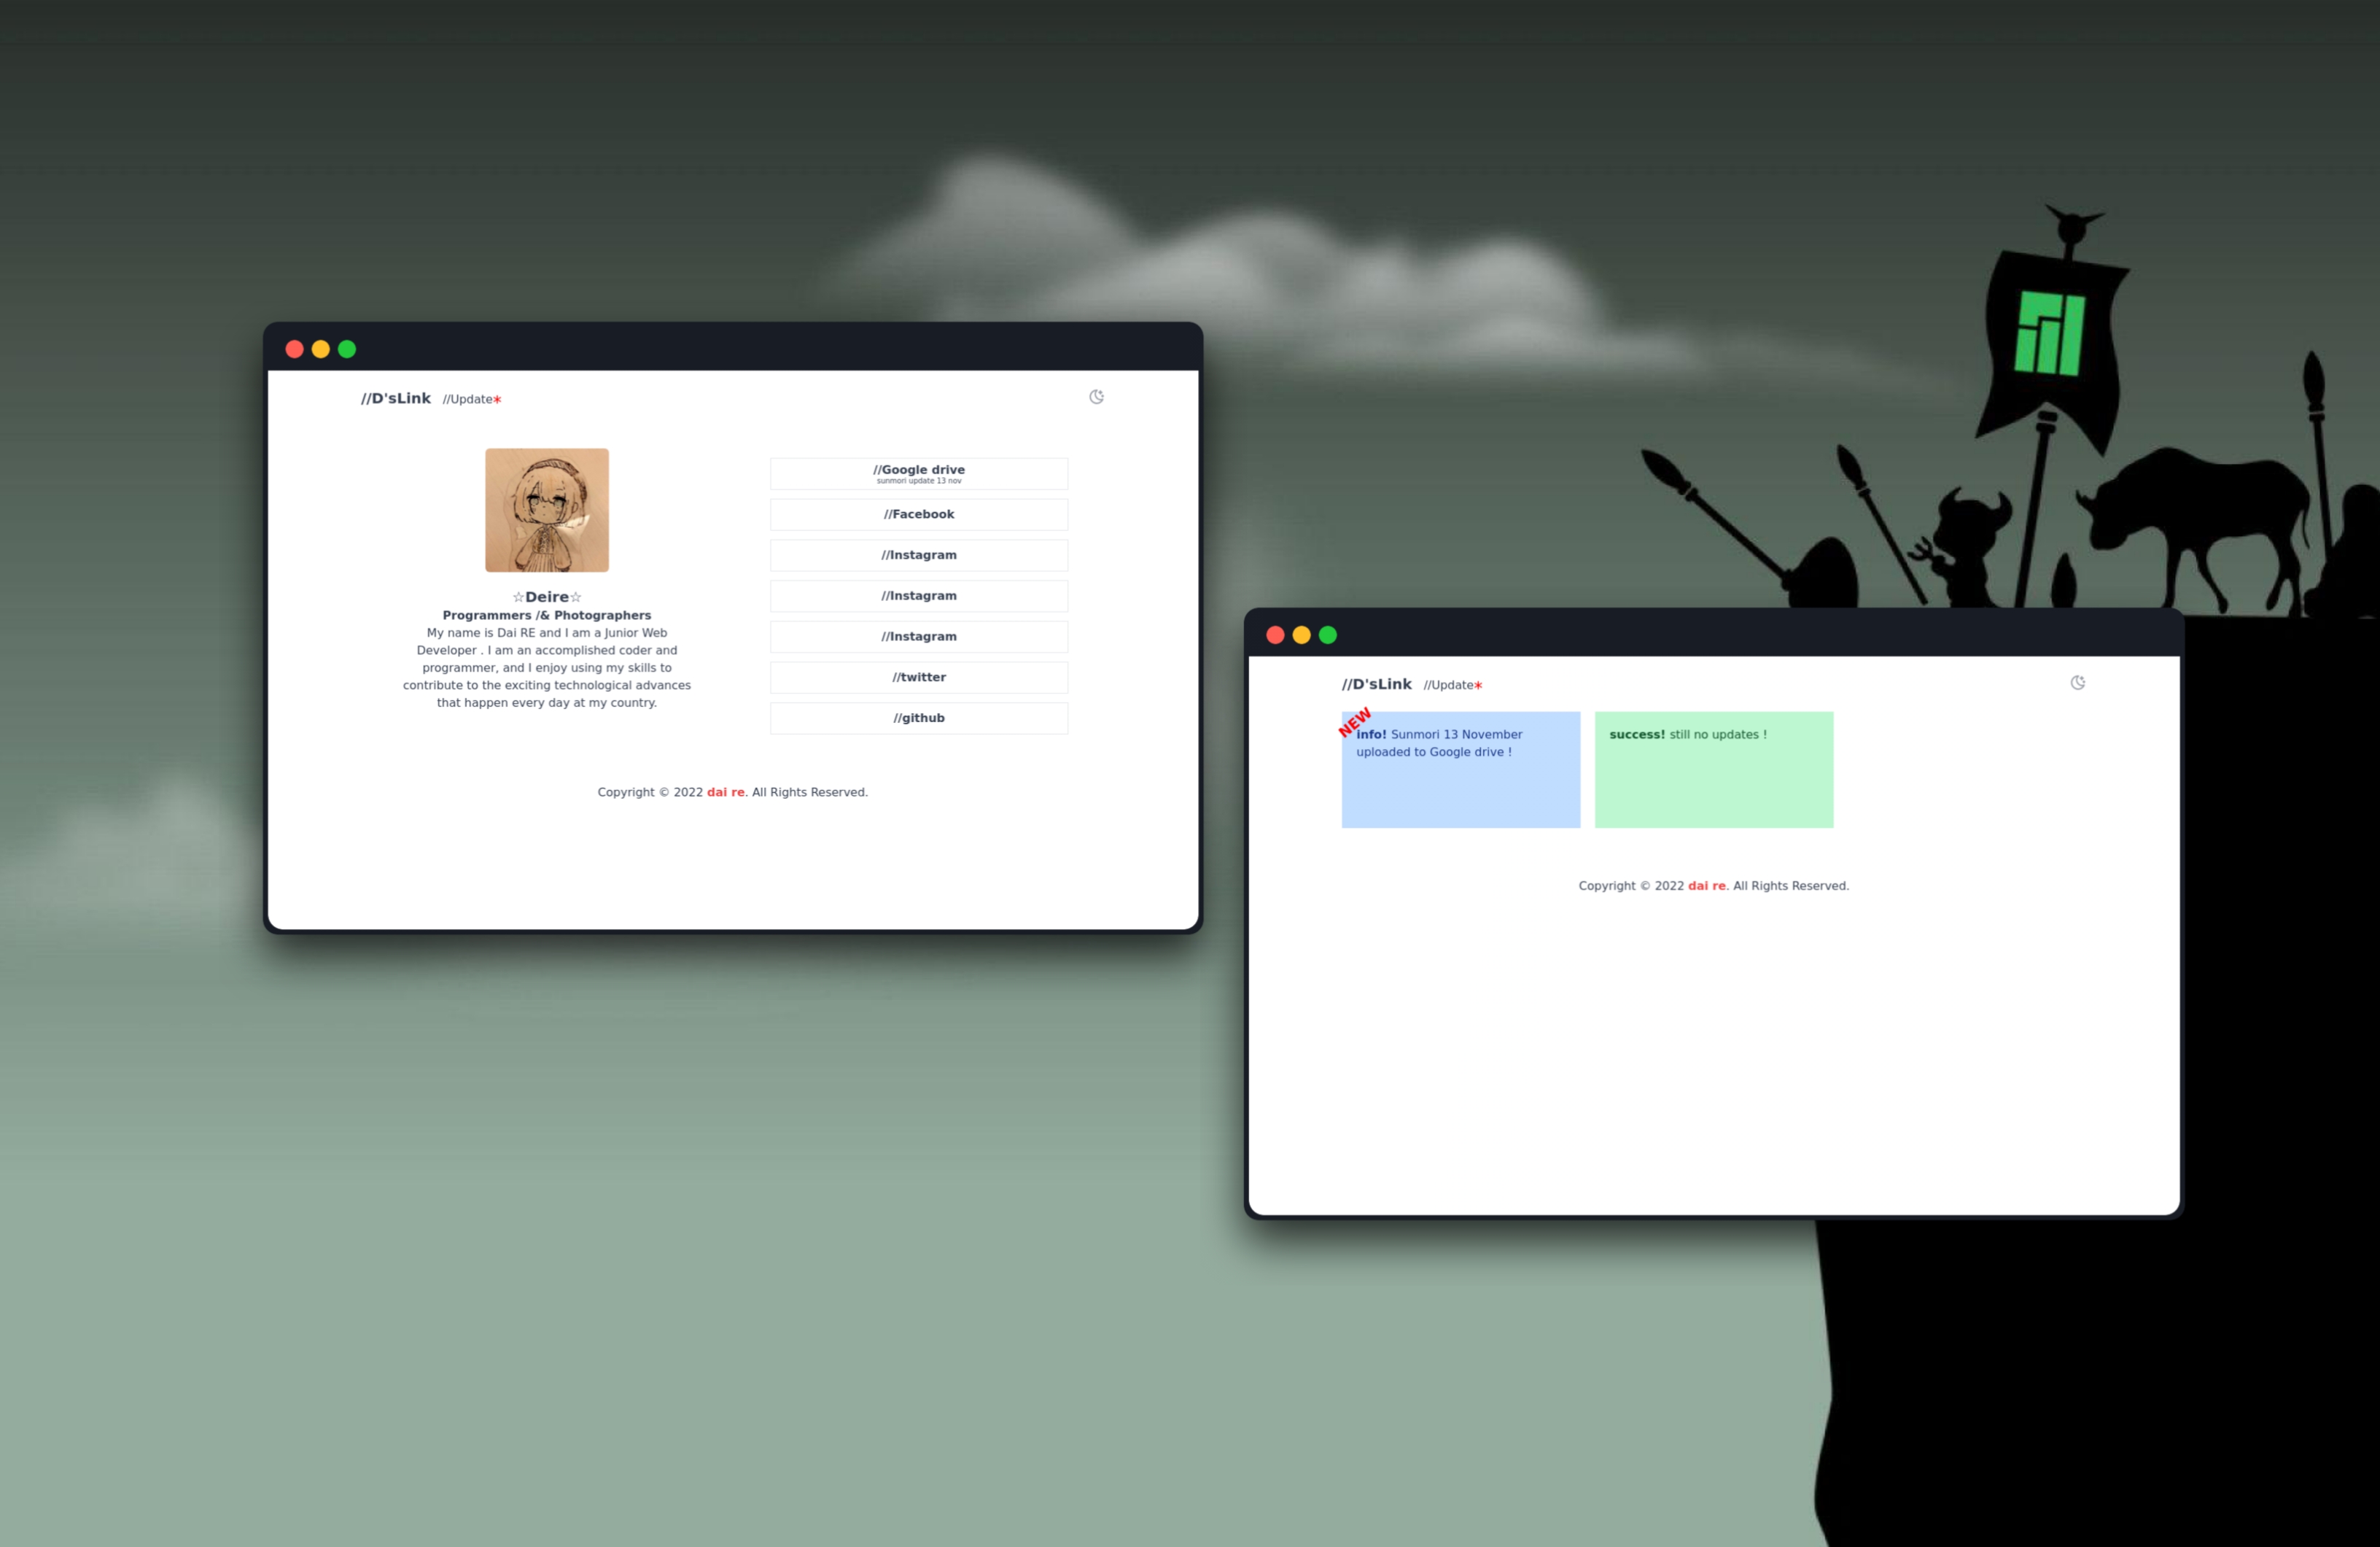 //D'sLink //Update*
☆Deire☆
Programmers /& Photographers
My name is Dai RE and I am a Junior Web
Developer . I am an accomplished coder and
programmer, and I enjoy using my skills to
contribute to the exciting technological advances
that happen every day at my country.
//Google drive
sunmori update 13 nov
//Facebook
//Instagram
//Instagram
//Instagram
//twitter
//github
Copyright © 2022 dai re. All Rights Reserved.
//D'sLink //Update*
NEW
info! Sunmori 13 November
uploaded to Google drive !
success! still no updates !
Copyright © 2022 dai re. All Rights Reserved.